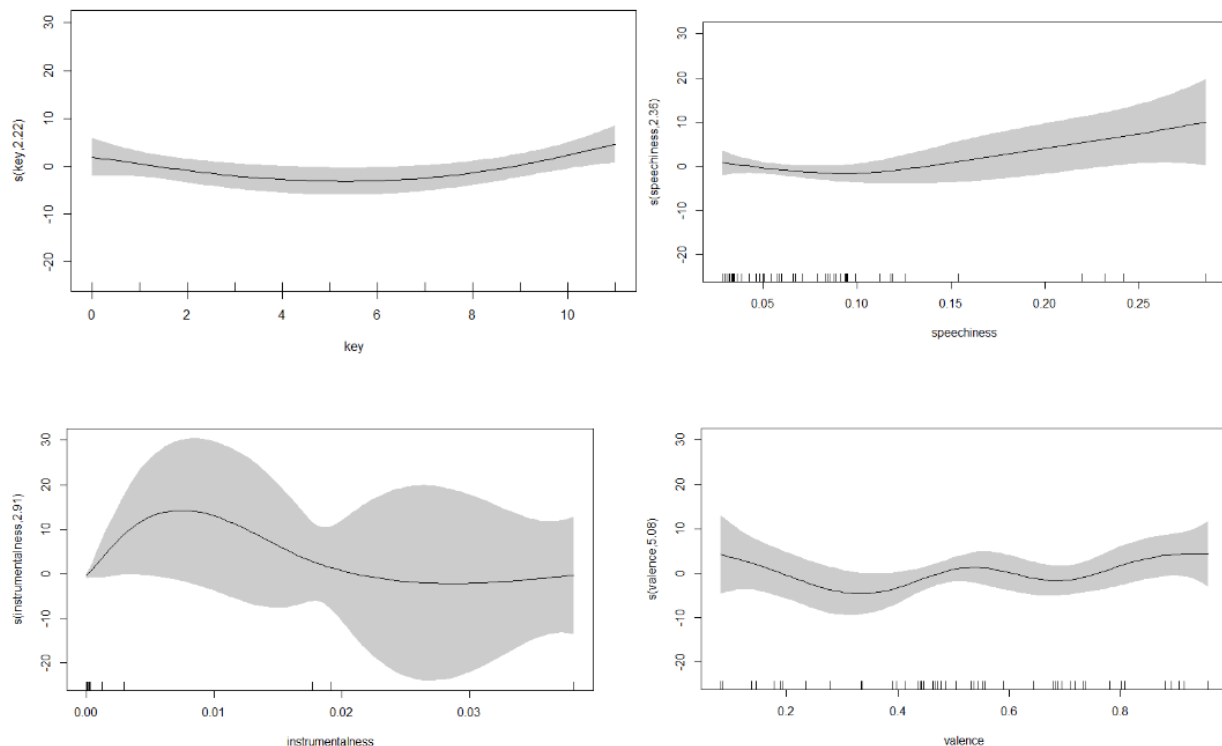 s(key,2.22)
30
20
10
0
-10
-20
0 2 4 6 8 10
key
s(speechiness,2.36)
30
20
10
0
-10
-20
0.05 0.10 0.15 0.20 0.25
speechiness
s(instrumentalness,2.91)
30
20
10
0
-10
-20
0.00 0.01 0.02 0.03
instrumentalness
s(valence,5.08)
30
20
10
0
-10
-20
0.2 0.4 0.6 0.8
valence